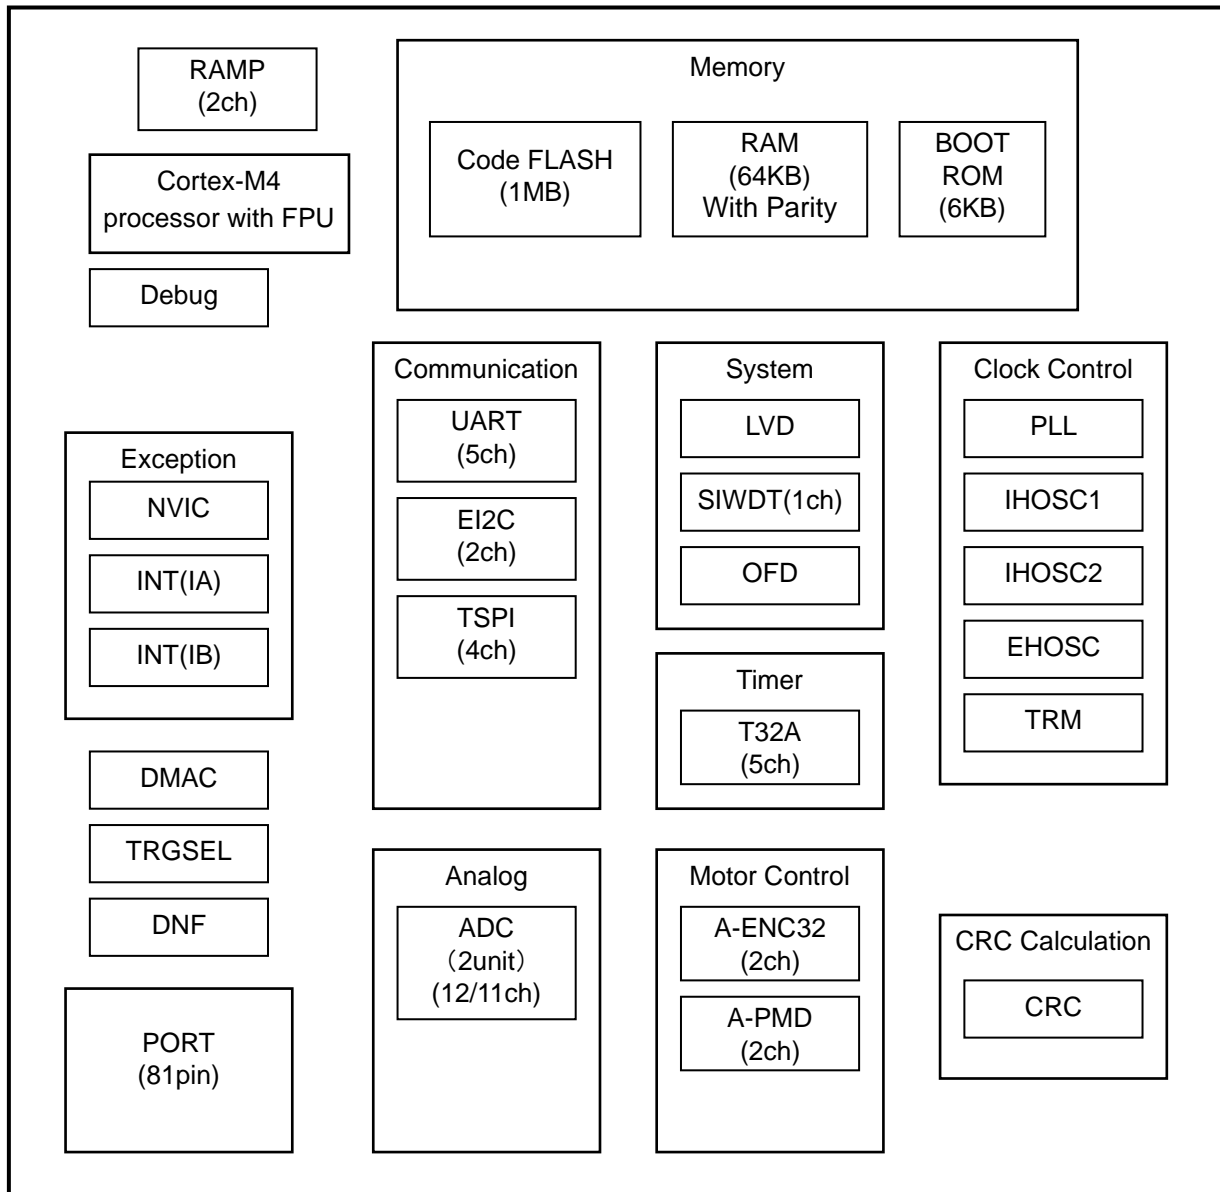 RAMP
(2ch)
Cortex-M4
processor with FPU
Debug
Memory
Code FLASH
(1MB)
RAM
(64KB)
With Parity
BOOT
ROM
(6KB)
Exception
NVIC
INT(IA)
INT(IB)
DMAC
TRGSEL
DNF
PORT
(81pin)
Communication
UART
(5ch)
EI2C
(2ch)
TSPI
(4ch)
Analog
ADC
（2unit）
(12/11ch)
System
LVD
SIWDT(1ch)
OFD
Timer
T32A
(5ch)
Motor Control
A-ENC32
(2ch)
A-PMD
(2ch)
Clock Control
PLL
IHOSC1
IHOSC2
EHOSC
TRM
CRC Calculation
CRC